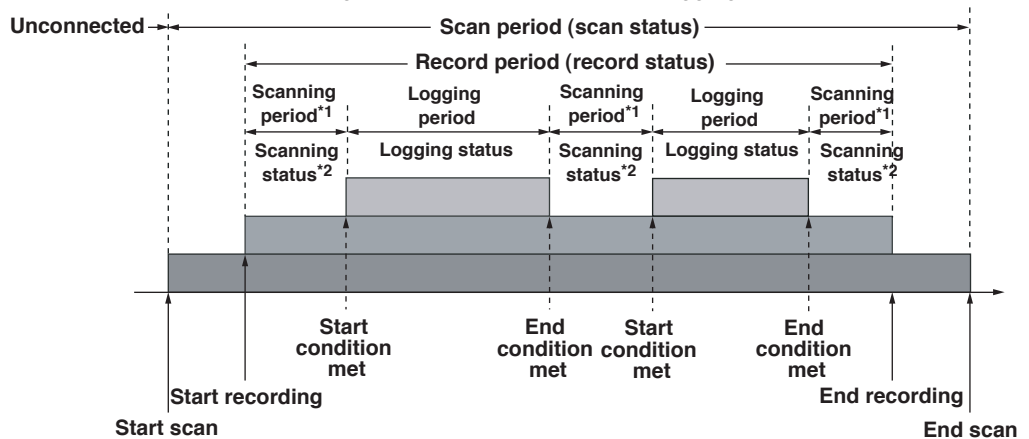 Unconnected
Scan period (scan status)
Record period (record status)
Scanning
period*1
Logging
period
Scanning
period*1
Logging
period
Scanning
period*1
Scanning
status*2
Logging status
Scanning
status*2
Logging status
Scanning
status*2
Start
condition
met
End
condition
met
Start
condition
met
End
condition
met
Start recording
End recording
Start scan
End scan